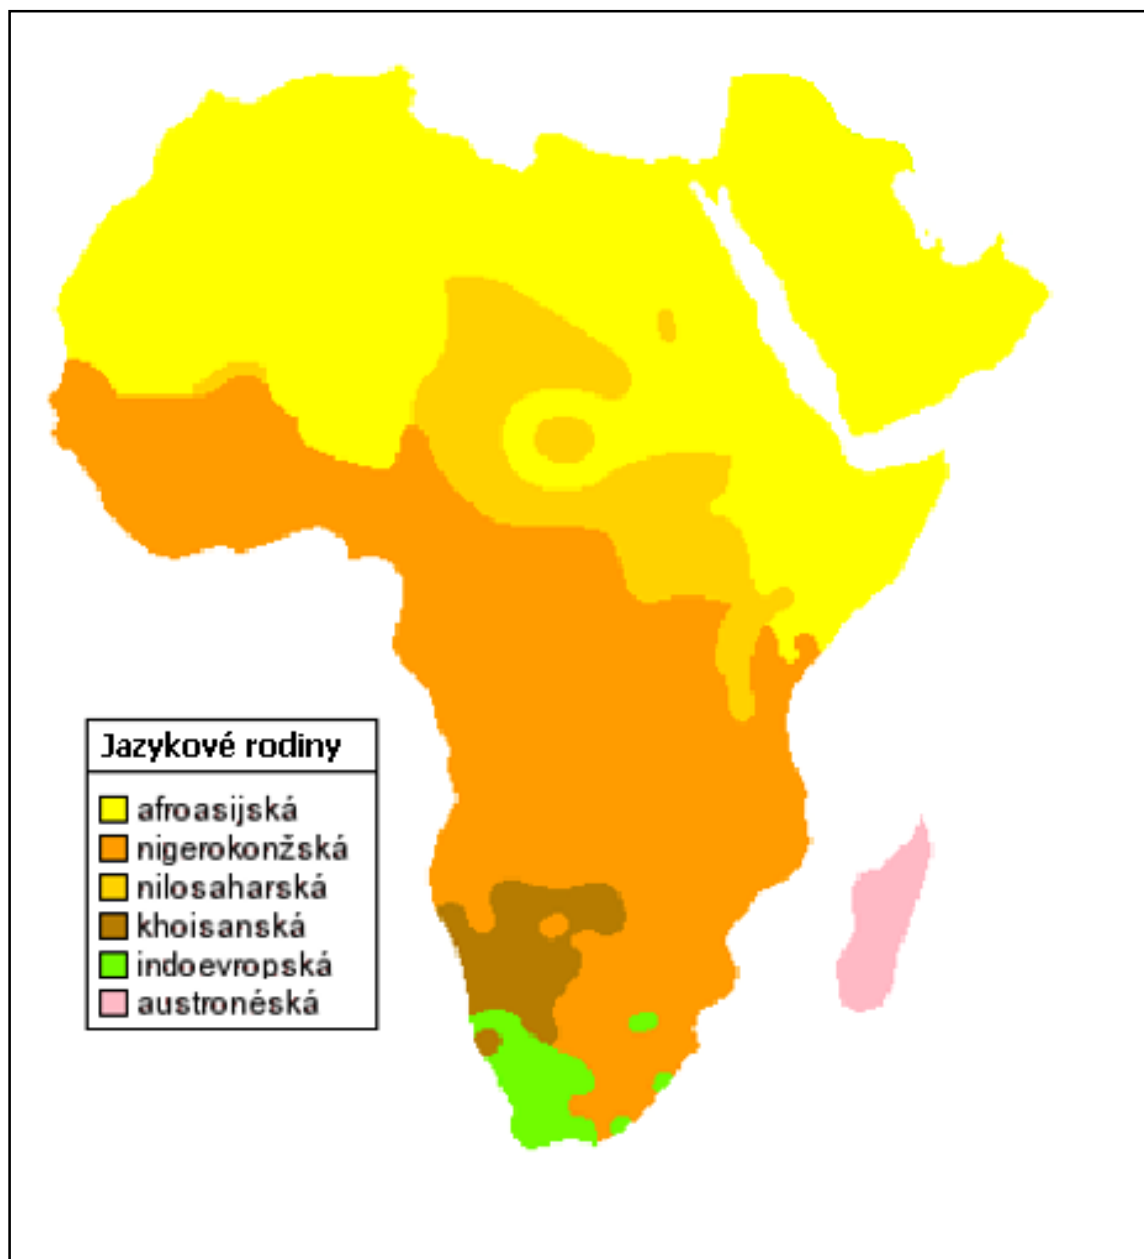 Jazykové rodiny
afroasijská
nigerokonžská
nilosaharská
khoisanská
indoevropská
austronéská